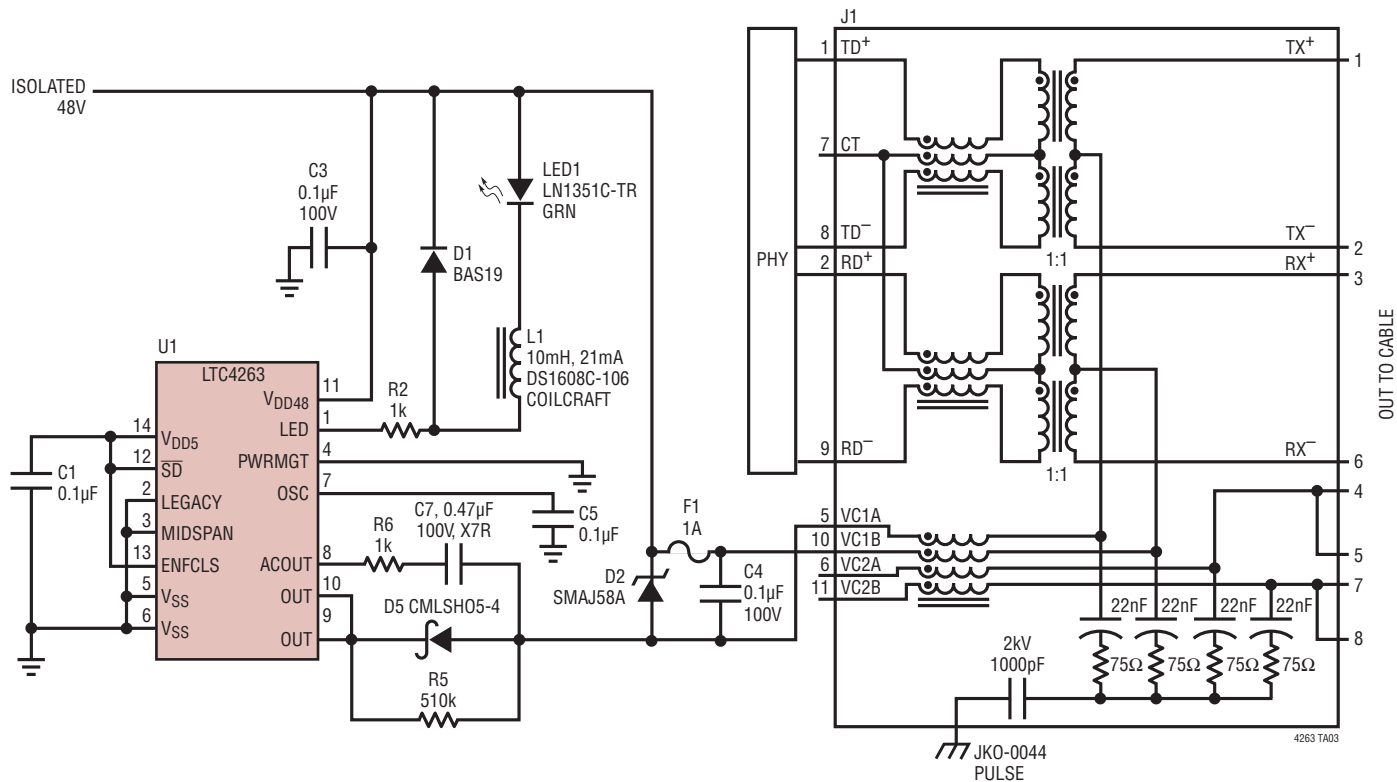 ISOLATED
48V
C3
0.1µF
100V
LED1
LN1351C-TR
GRN
D1
BAS19
L1
10mH, 21mA
DS1608C-106
COILCRAFT
R2
1k
U1
LTC4263
VDD48
11
LED
1
PWRMGT
4
OSC
7
ACOUT
8
OUT
10
OUT
9
14
VDD5
12
SD
2
LEGACY
3
MIDSPAN
13
ENFCLS
5
VSS
6
VSS
C1
0.1µF
R6
1k
C7, 0.47µF
100V, X7R
C5
0.1µF
D5 CMLSHO5-4
R5
510k
F1
1A
D2
SMAJ58A
C4
0.1µF
100V
J1
PHY
1
TD+
7
CT
8
TD−
2
RD+
9
RD−
5
VC1A
10
VC1B
6
VC2A
11
VC2B
1:1
1:1
TX+
1
TX−
2
RX+
3
RX−
6
4
5
7
8
OUT TO CABLE
22nF
22nF
22nF
22nF
75Ω
75Ω
75Ω
75Ω
2kV
1000pF
JKO-0044
PULSE
4263 TA03